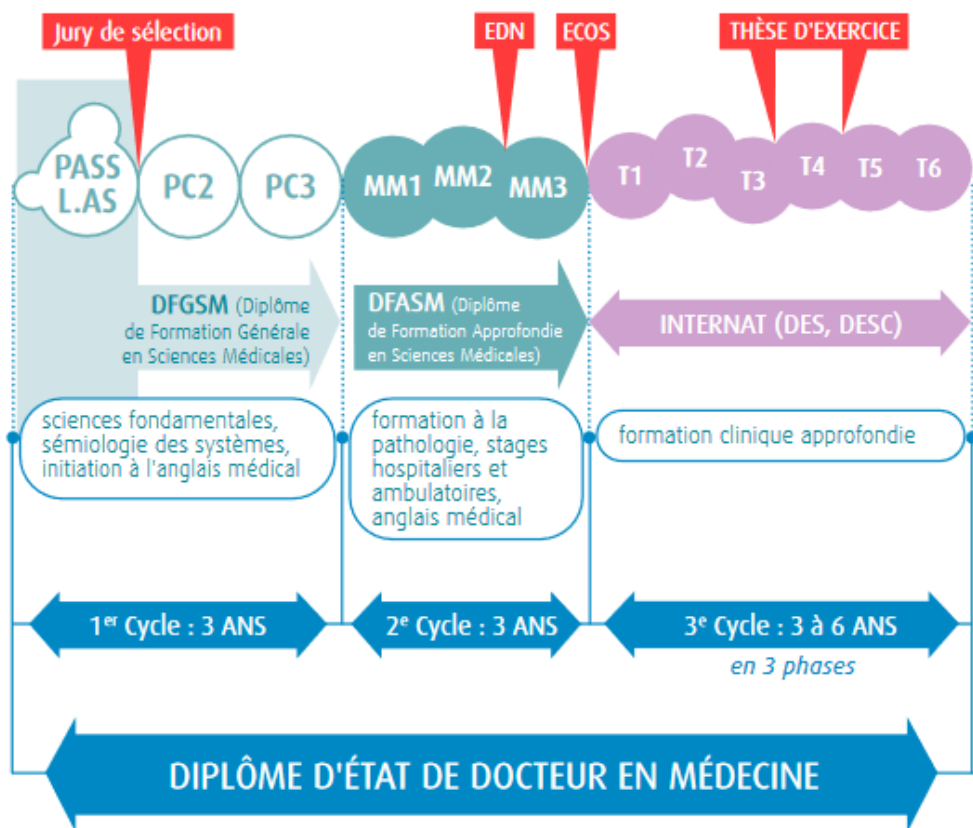 Jury de sélection
EDN
ECOS
THÈSE D'EXERCICE
PASS
L.AS
PC2
PC3
MM1
MM2
MM3
T1
T2
T3
T4
T5
T6
DFGSM (Diplôme
de Formation Générale
en Sciences Médicales)
DFASM (Diplôme
de Formation Approfondie
en Sciences Médicales)
INTERNAT (DES, DESC)
sciences fondamentales,
sémiologie des systèmes,
initiation à l'anglais médical
formation à la
pathologie, stages
hospitaliers et
ambulatoires,
anglais médical
formation clinique approfondie
1er Cycle : 3 ANS
2e Cycle : 3 ANS
3e Cycle : 3 à 6 ANS
en 3 phases
DIPLÔME D'ÉTAT DE DOCTEUR EN MÉDECINE